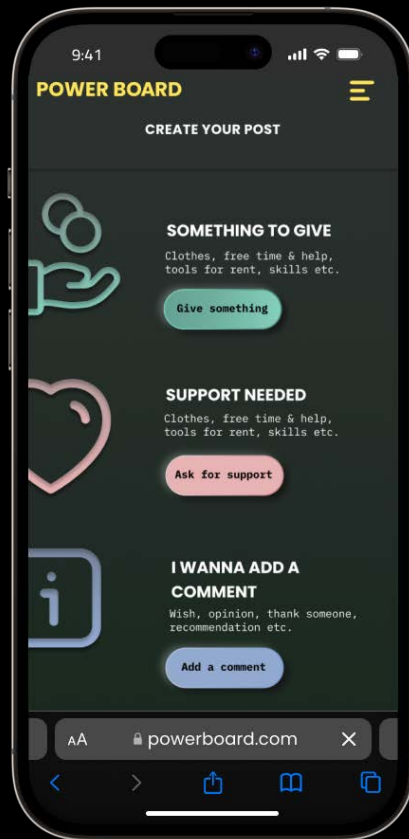 9:41
POWER BOARD
CREATE YOUR POST
SOMETHING TO GIVE
Clothes, free time & help,
tools for rent, skills etc.
Give something
SUPPORT NEEDED
Clothes, free time & help,
tools for rent, skills etc.
Ask for support
i
I WANNA ADD A
COMMENT
Wish, opinion, thank someone,
recommendation etc.
Add a comment
AA powerboard.com